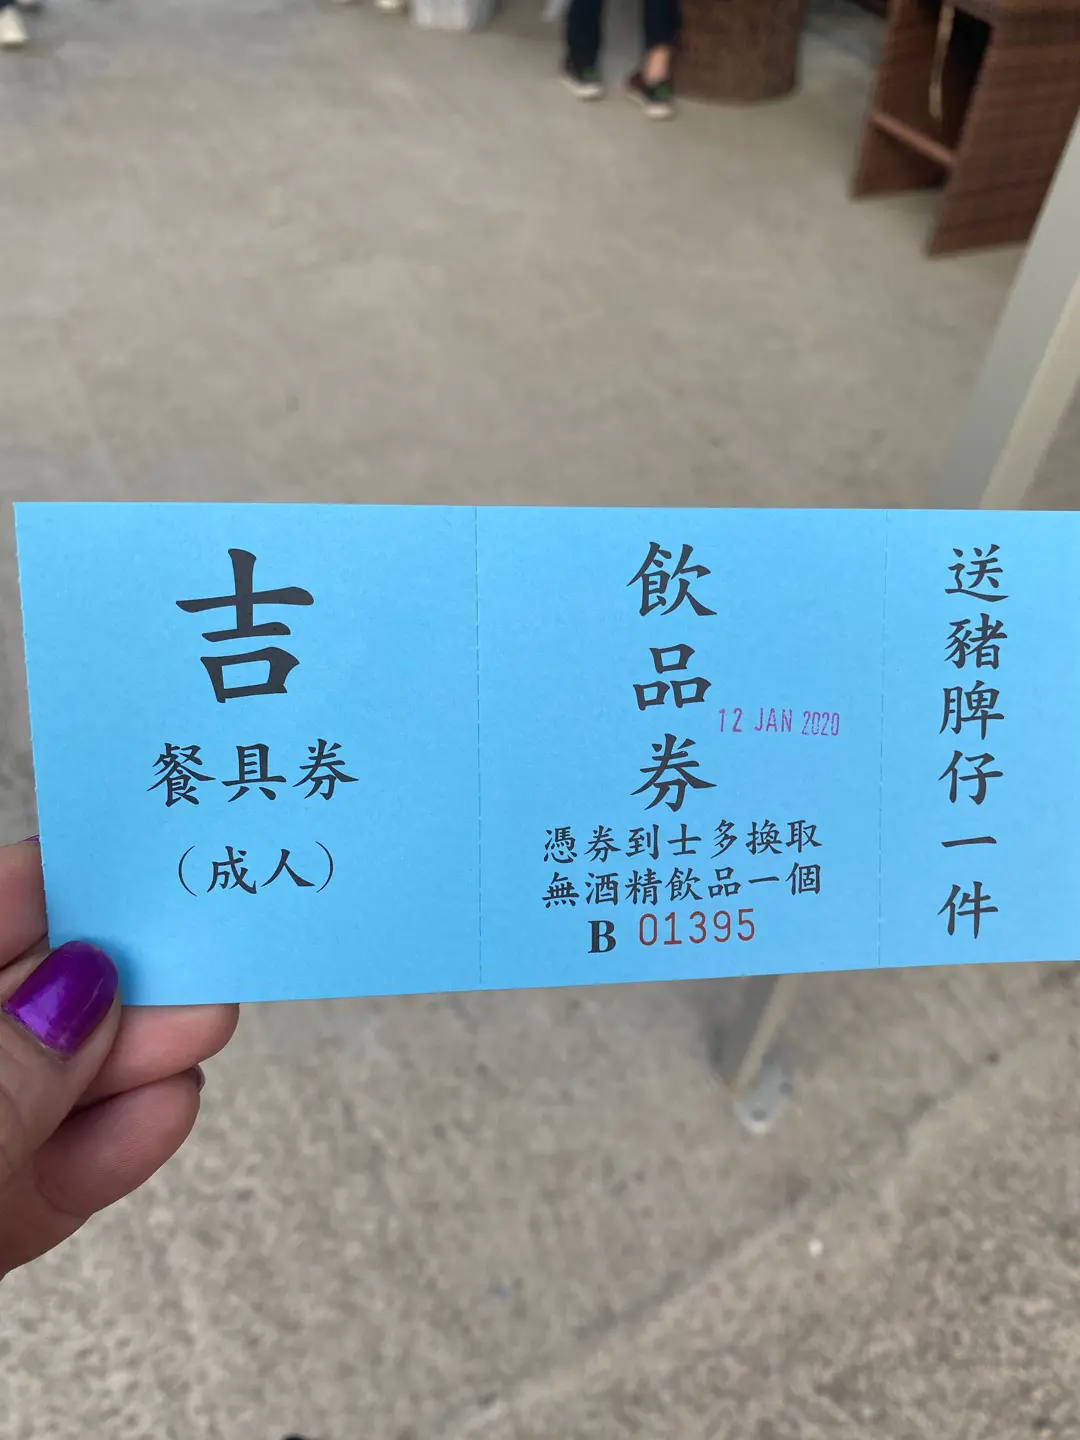 吉
餐具券
（成人）
飲品券
12 JAN 2020
憑券到士多換取
無酒精飲品一個
B 01395
送豬脾仔一件